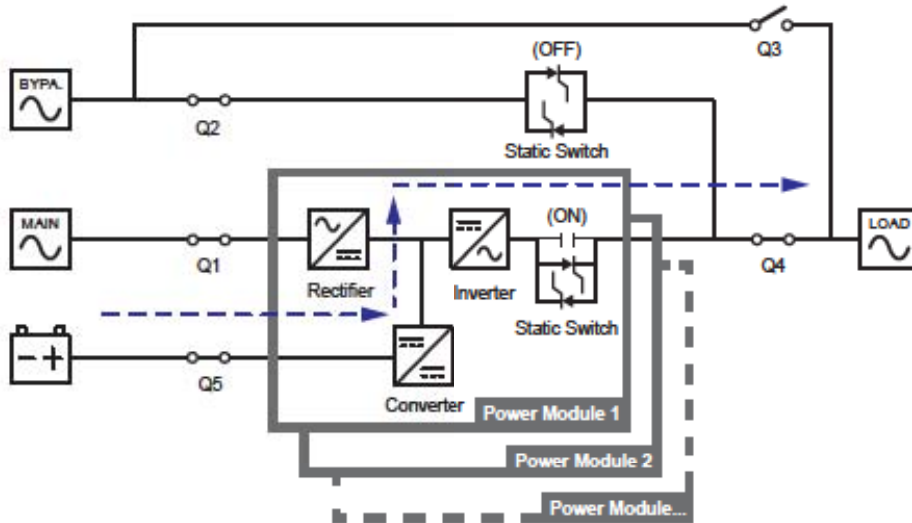 (OFF)
Q3
BYPA.
Q2
Static Switch
MAIN
(ON)
LOAD
Q1
Q4
Rectifier
Inverter
Static Switch
Q5
Converter
Power Module 1
Power Module 2
Power Module...